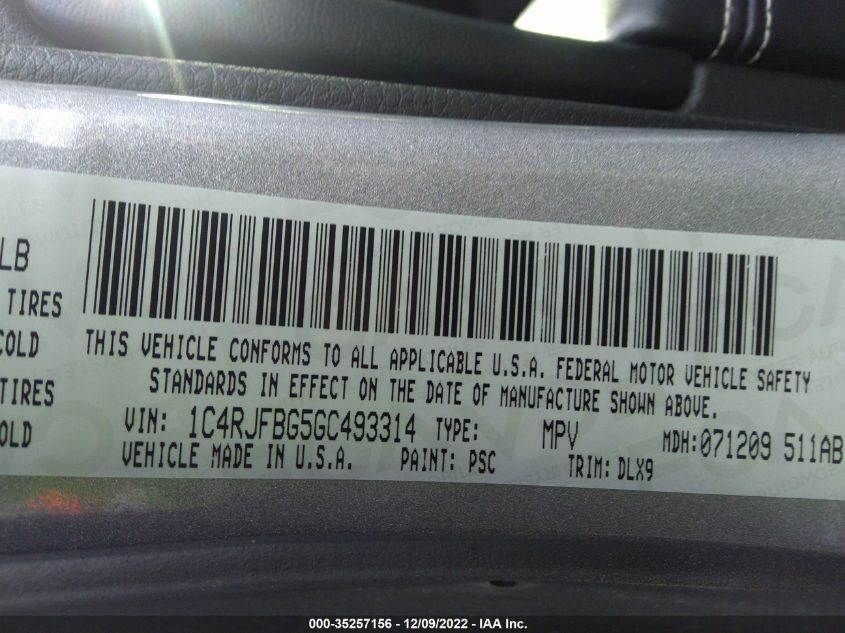 LB
TIRES
COLD
TIRES
OLD
THIS VEHICLE CONFORMS TO ALL APPLICABLE U.S.A. FEDERAL MOTOR VEHICLE SAFETY
STANDARDS IN EFFECT ON THE DATE OF MANUFACTURE SHOWN ABOVE.
VIN: 1C4RJFBG5GC493314 TYPE: MPV MDH:071209 511AB
VEHICLE MADE IN U.S.A. PAINT: PSC TRIM: DLX9
000-35257156 - 12/09/2022 - IAA Inc.